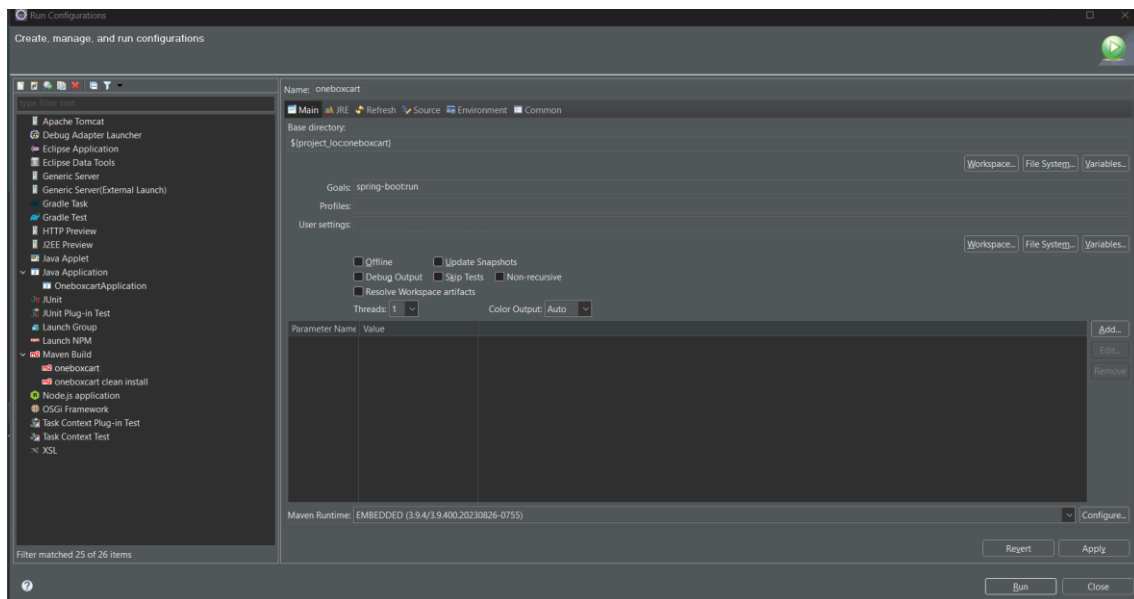 Run Configurations
Create, manage, and run configurations
type filter text
Apache Tomcat
Debug Adapter Launcher
Eclipse Application
Eclipse Data Tools
Generic Server
Generic Server(External Launch)
Gradle Task
Gradle Test
HTTP Preview
J2EE Preview
Java Applet
Java Application
OneboxcartApplication
JUnit
JUnit Plug-in Test
Launch Group
Launch NPM
Maven Build
oneboxcart
oneboxcart clean install
Node.js application
OSGi Framework
Task Context Plug-in Test
Task Context Test
XSL
Filter matched 25 of 26 items
Name: oneboxcart
Main JRE Refresh Source Environment Common
Base directory:
${project_loc:oneboxcart}
Workspace... File System... Variables...
Goals: spring-boot:run
Profiles:
User settings:
Workspace... File System... Variables...
Offline Update Snapshots
Debug Output Skip Tests Non-recursive
Resolve Workspace artifacts
Threads: 1 Color Output: Auto
Parameter Name Value
Add...
Edit...
Remove
Maven Runtime: EMBEDDED (3.9.4/3.9.400.20230826-0755) Configure...
Revert Apply
Run Close